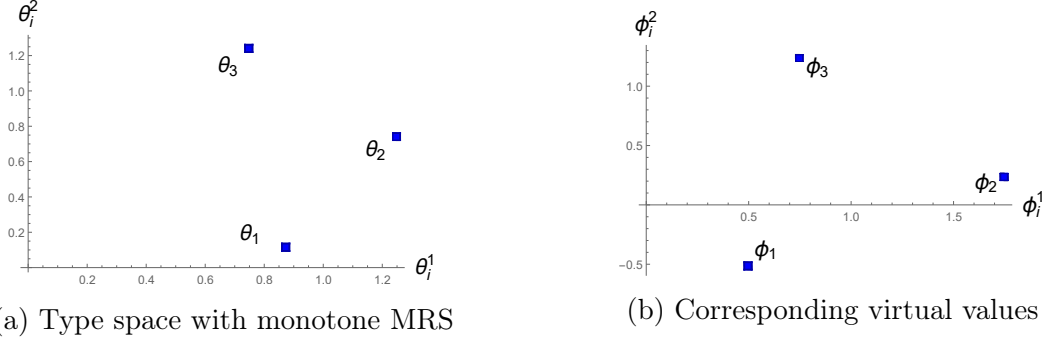 θ_i^2
1.2
1.0
0.8
0.6
0.4
0.2
θ_3
θ_2
θ_1
0.2 0.4 0.6 0.8 1.0 1.2
θ_i^1
a) Type space with monotone MRS
ϕ_i^2
1.0
0.5
-0.5
ϕ_3
ϕ_2
ϕ_1
0.5 1.0 1.5
ϕ_i^1
(b) Corresponding virtual values